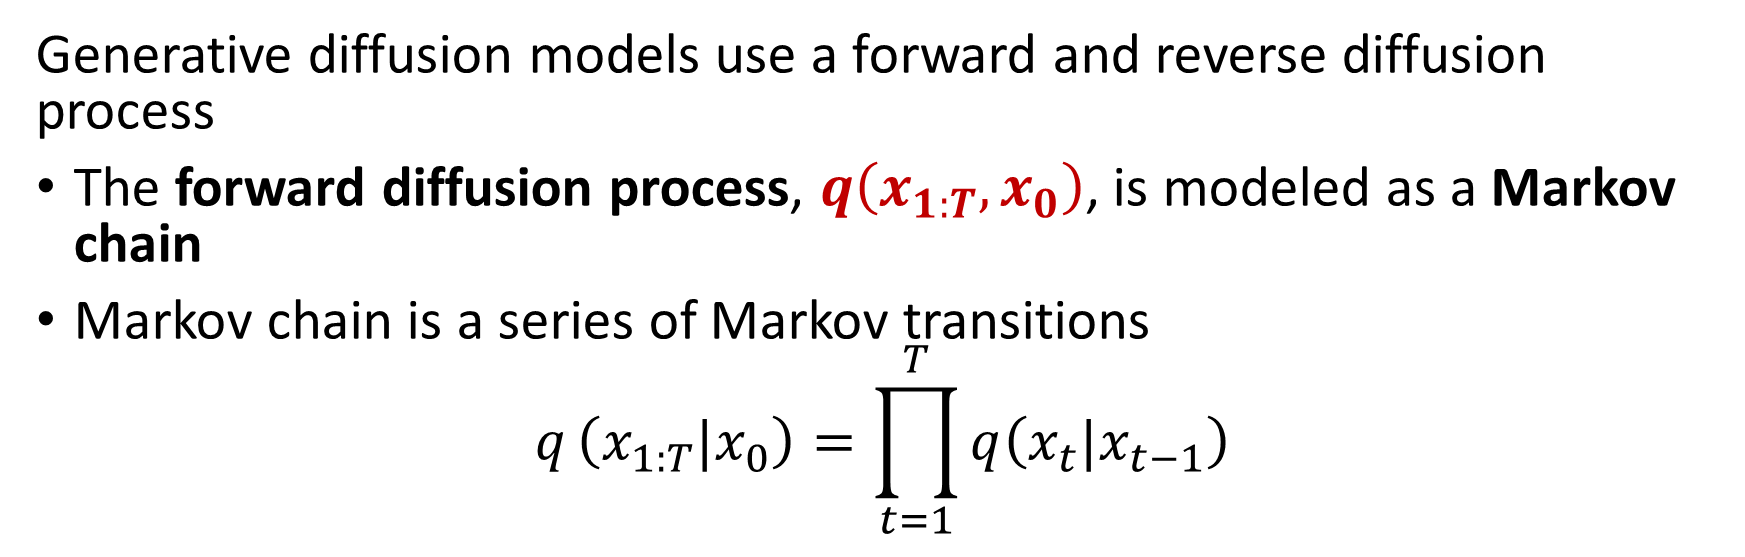 Generative diffusion models use a forward and reverse diffusion
process
• The forward diffusion process, q(x₁:T, x₀), is modeled as a Markov
chain
• Markov chain is a series of Markov transitions
q (x₁:T|x₀) = ∏ₜ₌₁ᵀ q(xₜ|xₜ₋₁)